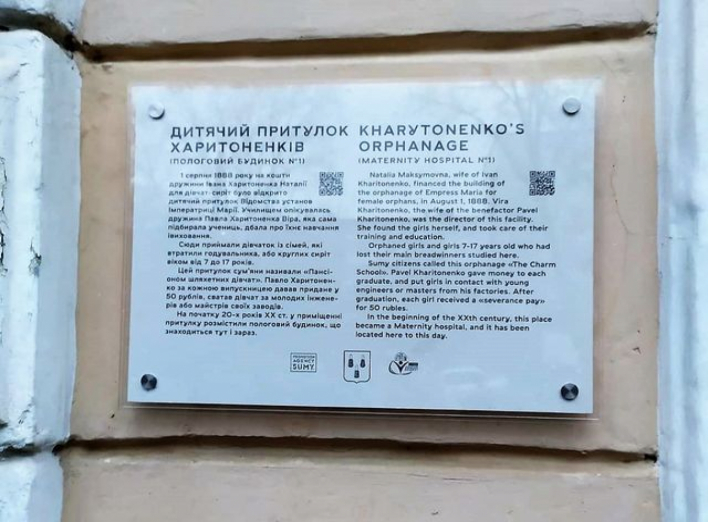 ДИТЯЧИЙ ПРИТУЛОК
ХАРИТОНЕНКІВ
(ПОЛОГОВИЙ БУДИНОК №1)
1 серпня 1888 року на кошти
дружини Івана Харитоненка Наталії
для дівчат-сиріт було відкрито
дитячий притулок Відомства установ
Імператриці Марії. Училищем опікувалась
дружина Павла Харитоненка Віра, яка сама
підбирала учениць, дбала про їхнє навчання
і виховання.
Сюди приймали дівчаток із сімей, які
втратили годувальника, або круглих сиріт
віком від 7 до 17 років.
Цей притулок сум'яни називали «Пансі-
оном шляхетних дівчат». Павло Харитонен-
ко за кожною випускницею давав придане у
50 рублів, сватав дівчат за молодих інжене-
рів або майстрів своїх заводів.
На початку 20-х років XX ст. у приміщенні
притулку розмістили пологовий будинок, що
знаходиться тут і зараз.
KHARYTONENKO'S
ORPHANAGE
(MATERNITY HOSPITAL №1)
Natalia Maksymovna, wife of Ivan
Kharitonenko, financed the building of
the orphanage of Empress Maria for
female orphans, in August 1, 1888. Vira
Kharitonenko, the wife of the benefactor Pavel
Kharitonenko, was the director of this facility.
She found the girls herself, and took care of their
training and education.
Orphaned girls and girls 7-17 years old who had
lost their main breadwinners studied here.
Sumy citizens called this orphanage «The Charm
School». Pavel Kharitonenko gave money to each
graduate, and put girls in contact with young
engineers or masters from his factories. After
graduation, each girl received a «severance pay»
for 50 rubles.
In the beginning of the XXth century, this place
became a Maternity hospital, and it has been
located here to this day.
PROMOTION
AGENCY
SUMY